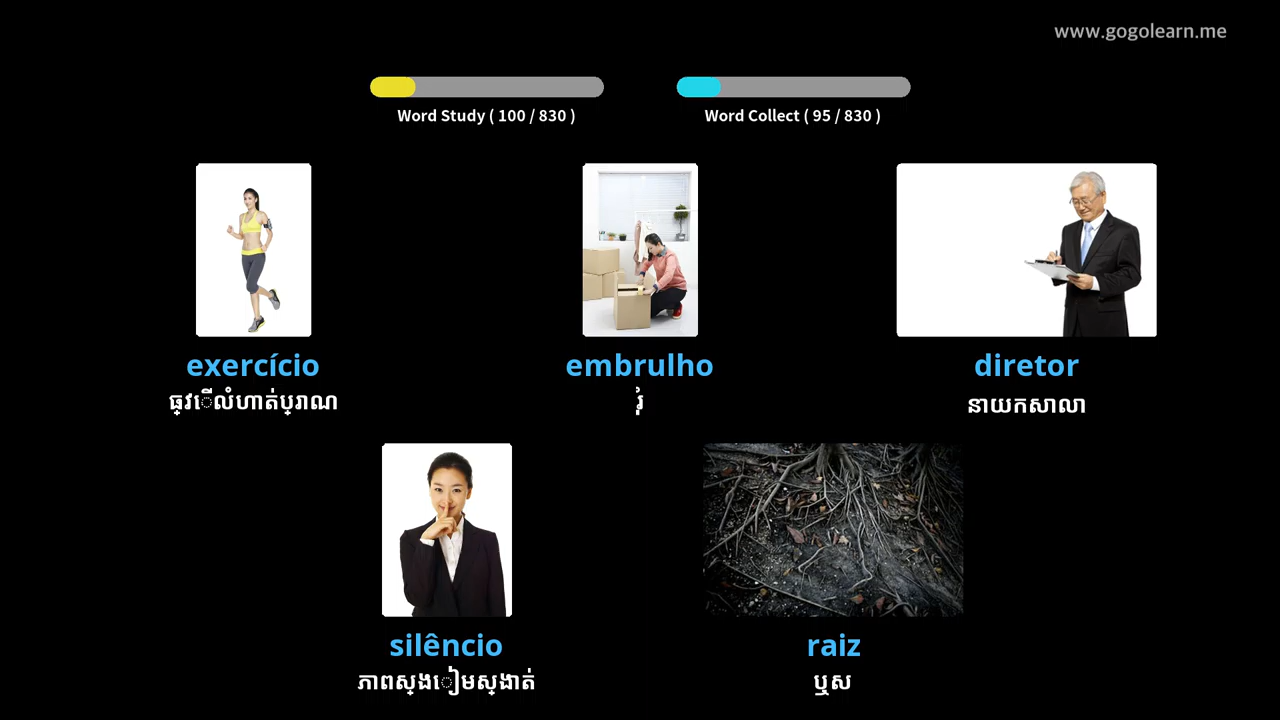 www.gogolearn.me
Word Study ( 100 / 830 )
Word Collect ( 95 / 830 )
exercício
ធ្វើលំហាត់ប្រាណ
embrulho
រុំ
diretor
នាយកសាលា
silêncio
ភាពស្ងៀមស្ងាត់
raiz
ឬស